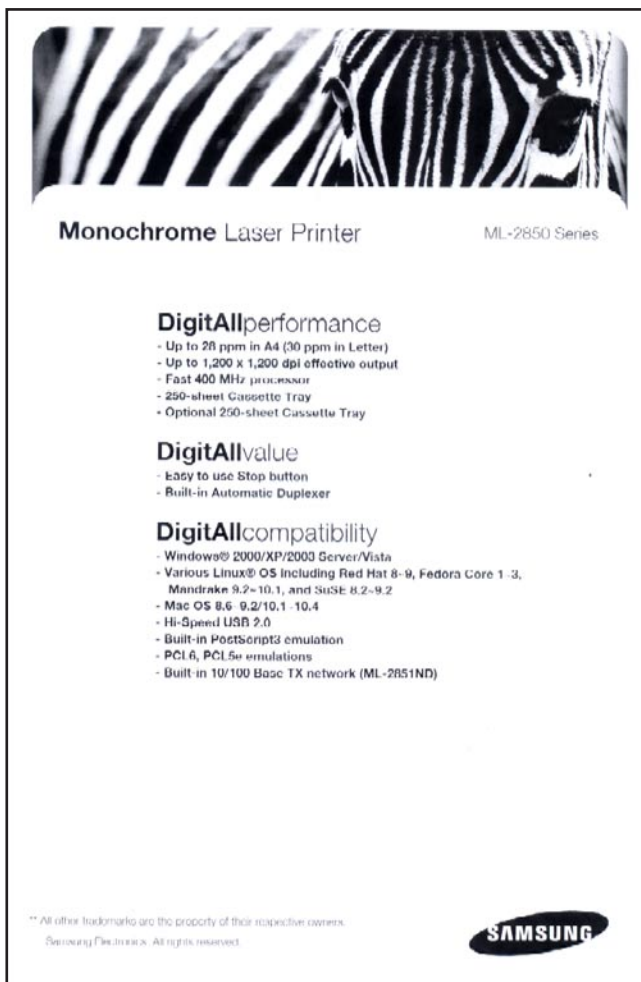 Monochrome Laser Printer
ML-2850 Series
DigitAllperformance
- Up to 28 ppm in A4 (30 ppm in Letter)
- Up to 1,200 x 1,200 dpi effective output
- Fast 400 MHz processor
- 250-sheet Cassette Tray
- Optional 250-sheet Cassette Tray
DigitAllvalue
- Easy to use Stop button
- Built-in Automatic Duplexer
DigitAllcompatibility
- Windows® 2000/XP/2003 Server/Vista
- Various Linux® OS including Red Hat 8~9, Fedora Core 1~3,
Mandrake 9.2~10.1, and SuSE 8.2~9.2
- Mac OS 8.6~9.2/10.1~10.4
- Hi-Speed USB 2.0
- Built-in PostScript3 emulation
- PCL6, PCL5e emulations
- Built-in 10/100 Base TX network (ML-2851ND)
** All other trademarks are the property of their respective owners.
Samsung Electronics. All rights reserved.
SAMSUNG